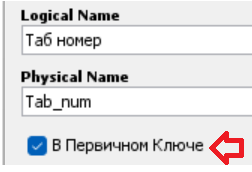 Logical Name
Таб номер
Physical Name
Tab_num
В Первичном Ключе